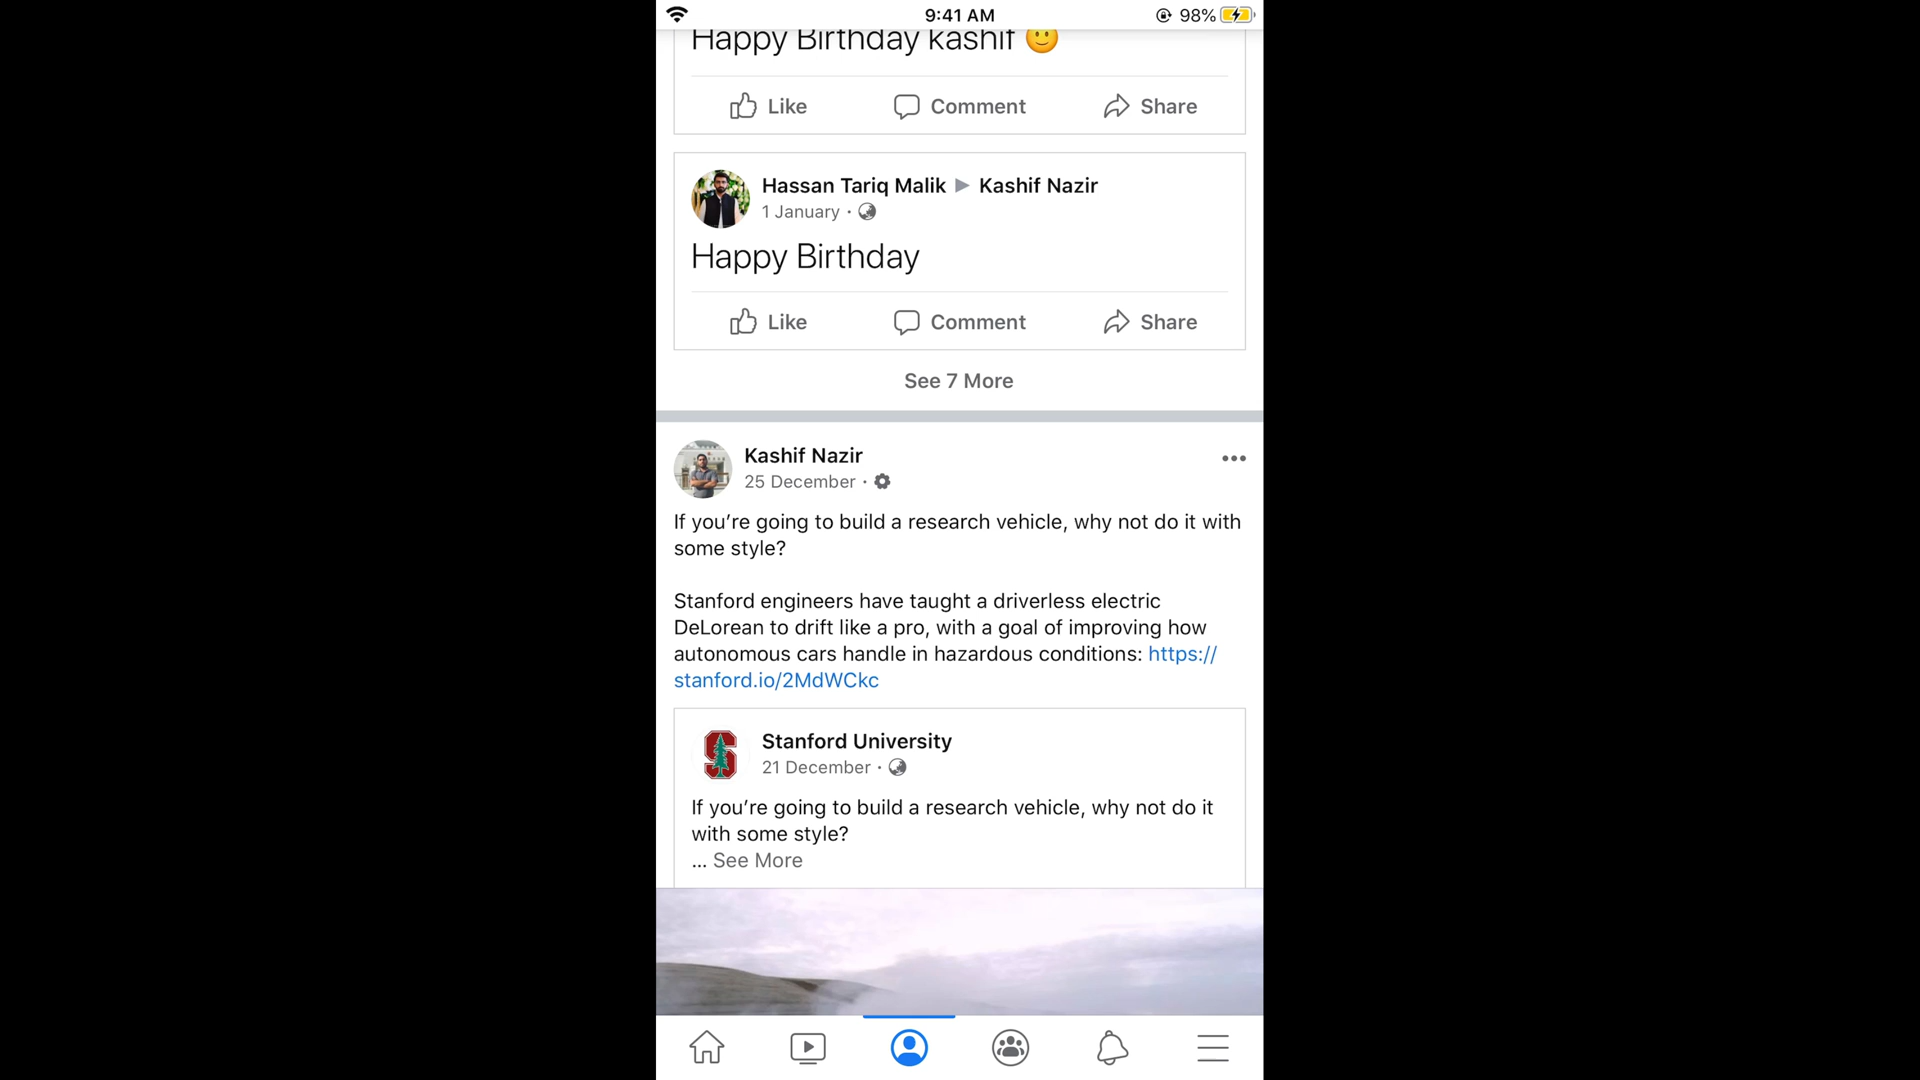 9:41 AM 98%
Happy Birthday kashif 🙂
Like Comment Share
Hassan Tariq Malik ▶ Kashif Nazir
1 January ·
Happy Birthday
Like Comment Share
See 7 More
Kashif Nazir
25 December ·
If you’re going to build a research vehicle, why not do it with
some style?
Stanford engineers have taught a driverless electric
DeLorean to drift like a pro, with a goal of improving how
autonomous cars handle in hazardous conditions: https://
stanford.io/2MdWCkc
Stanford University
21 December ·
If you’re going to build a research vehicle, why not do it
with some style?
... See More